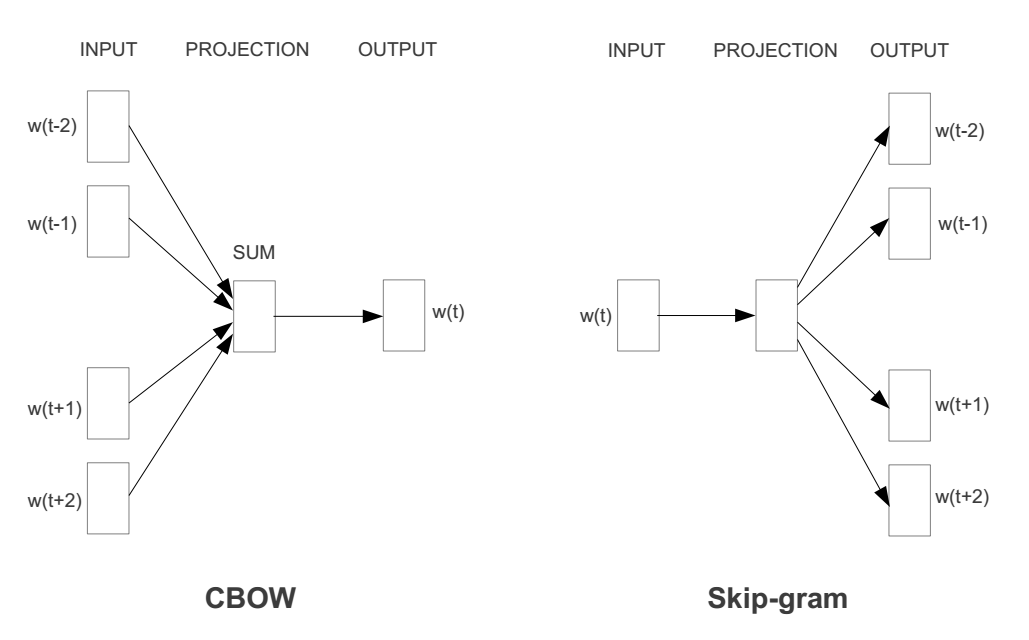 INPUT PROJECTION OUTPUT
w(t-2)
w(t-1)
SUM
w(t)
w(t+1)
w(t+2)
CBOW
INPUT PROJECTION OUTPUT
w(t-2)
w(t-1)
w(t)
w(t+1)
w(t+2)
Skip-gram